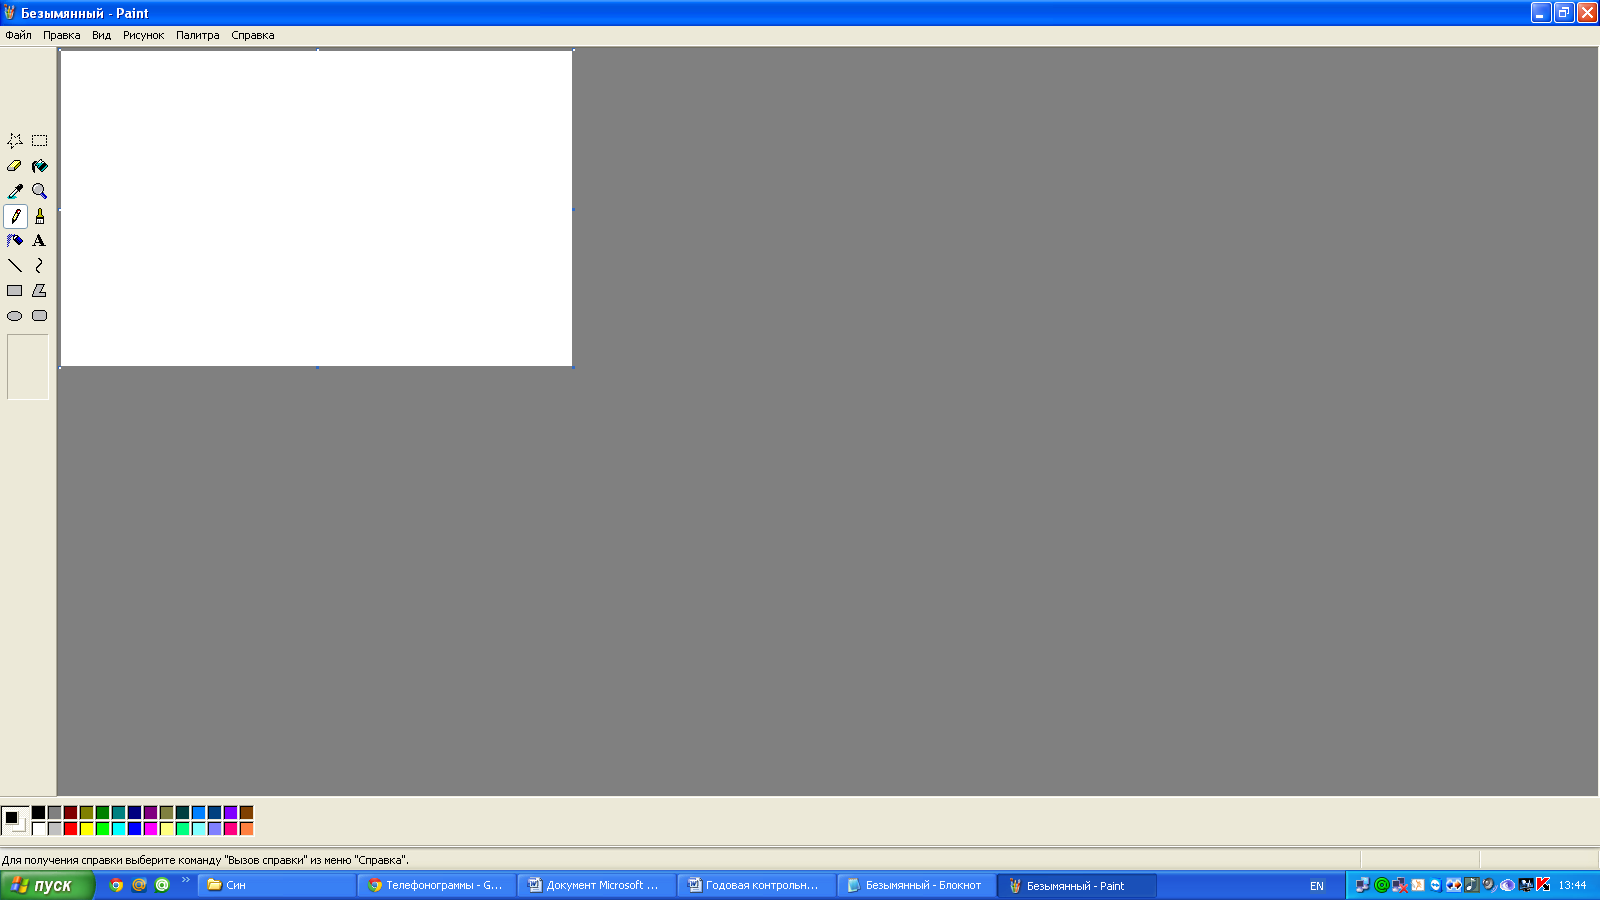 Безымянный - Paint
Файл Правка Вид Рисунок Палитра Справка
A
Для получения справки выберите команду "Вызов справки" из меню "Справка".
пуск
»
Син
Телефонограммы - G...
Документ Microsoft ...
Годовая контрольн...
Безымянный - Блокнот
Безымянный - Paint
EN
13:44